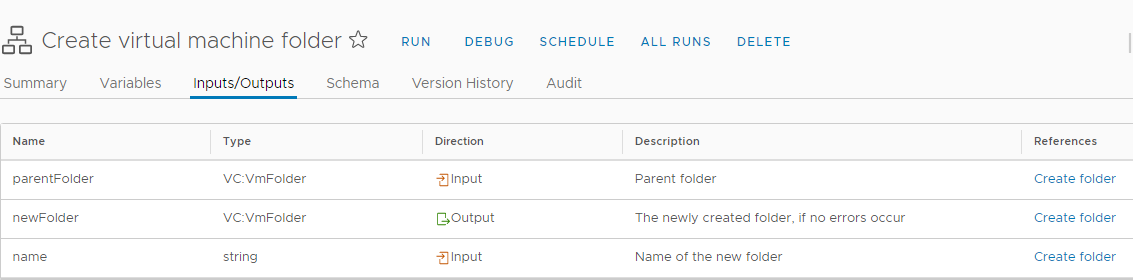 Create virtual machine folder RUN DEBUG SCHEDULE ALL RUNS DELETE
Summary Variables Inputs/Outputs Schema Version History Audit
Name Type Direction Description References
parentFolder VC:VmFolder Input Parent folder Create folder
newFolder VC:VmFolder Output The newly created folder, if no errors occur Create folder
name string Input Name of the new folder Create folder